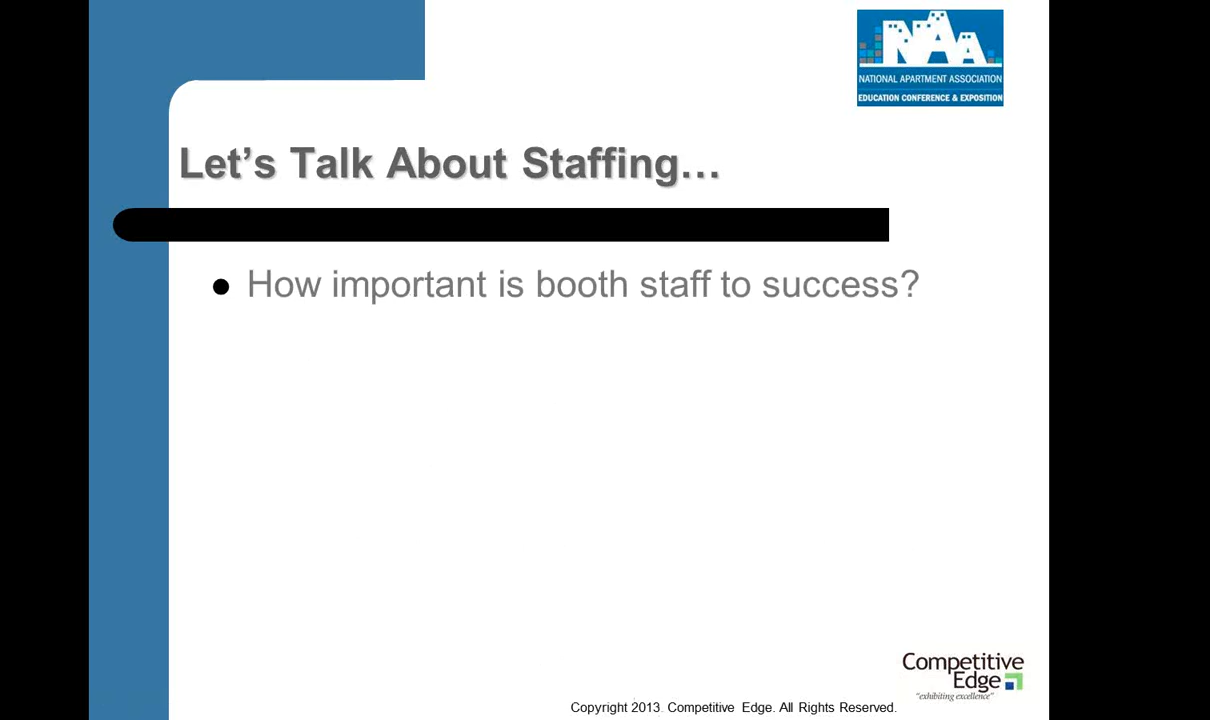 NAA
NATIONAL APARTMENT ASSOCIATION
EDUCATION CONFERENCE & EXPOSITION
Let’s Talk About Staffing…
● How important is booth staff to success?
Competitive
Edge
“exhibiting excellence”
Copyright 2013 Competitive Edge. All Rights Reserved.